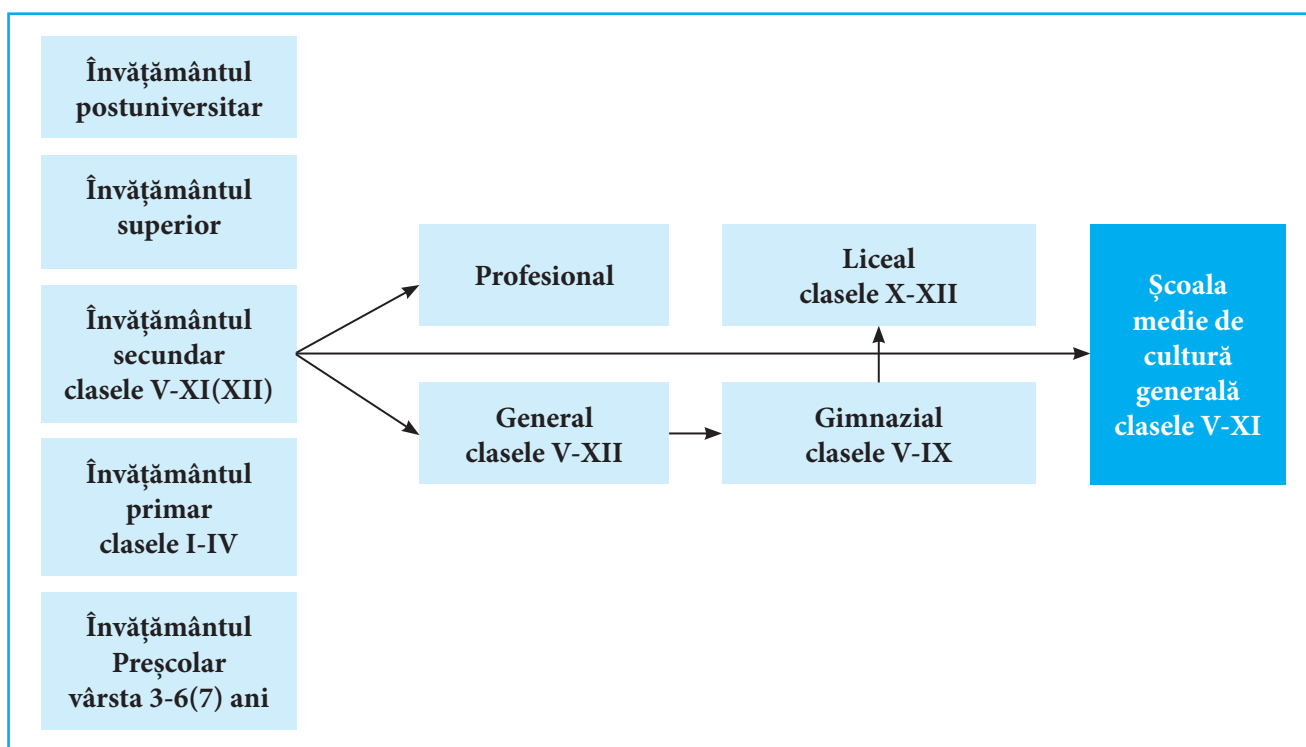 Învățământul
postuniversitar
Învățământul
superior
Învățământul
secundar
clasele V-XI(XII)
Învățământul
primar
clasele I-IV
Învățământul
Preșcolar
vârsta 3-6(7) ani
Profesional
General
clasele V-XII
Liceal
clasele X-XII
Gimnazial
clasele V-IX
Școala
medie de
cultură
generală
clasele V-XI